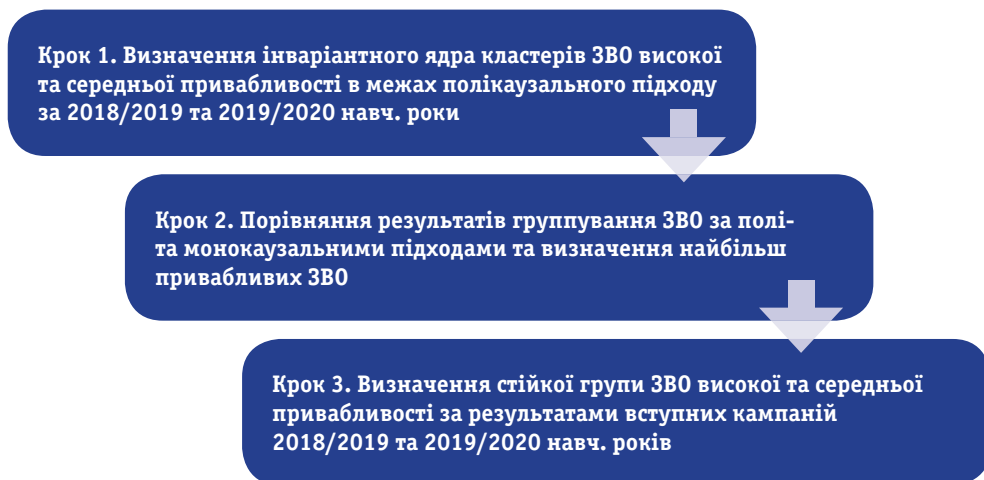 Крок 1. Визначення інваріантного ядра кластерів ЗВО високої
та середньої привабливості в межах полікаузального підходу
за 2018/2019 та 2019/2020 навч. роки
Крок 2. Порівняння результатів группування ЗВО за полі-
та монокаузальними підходами та визначення найбільш
привабливих ЗВО
Крок 3. Визначення стійкої групи ЗВО високої та середньої
привабливості за результатами вступних кампаній
2018/2019 та 2019/2020 навч. років